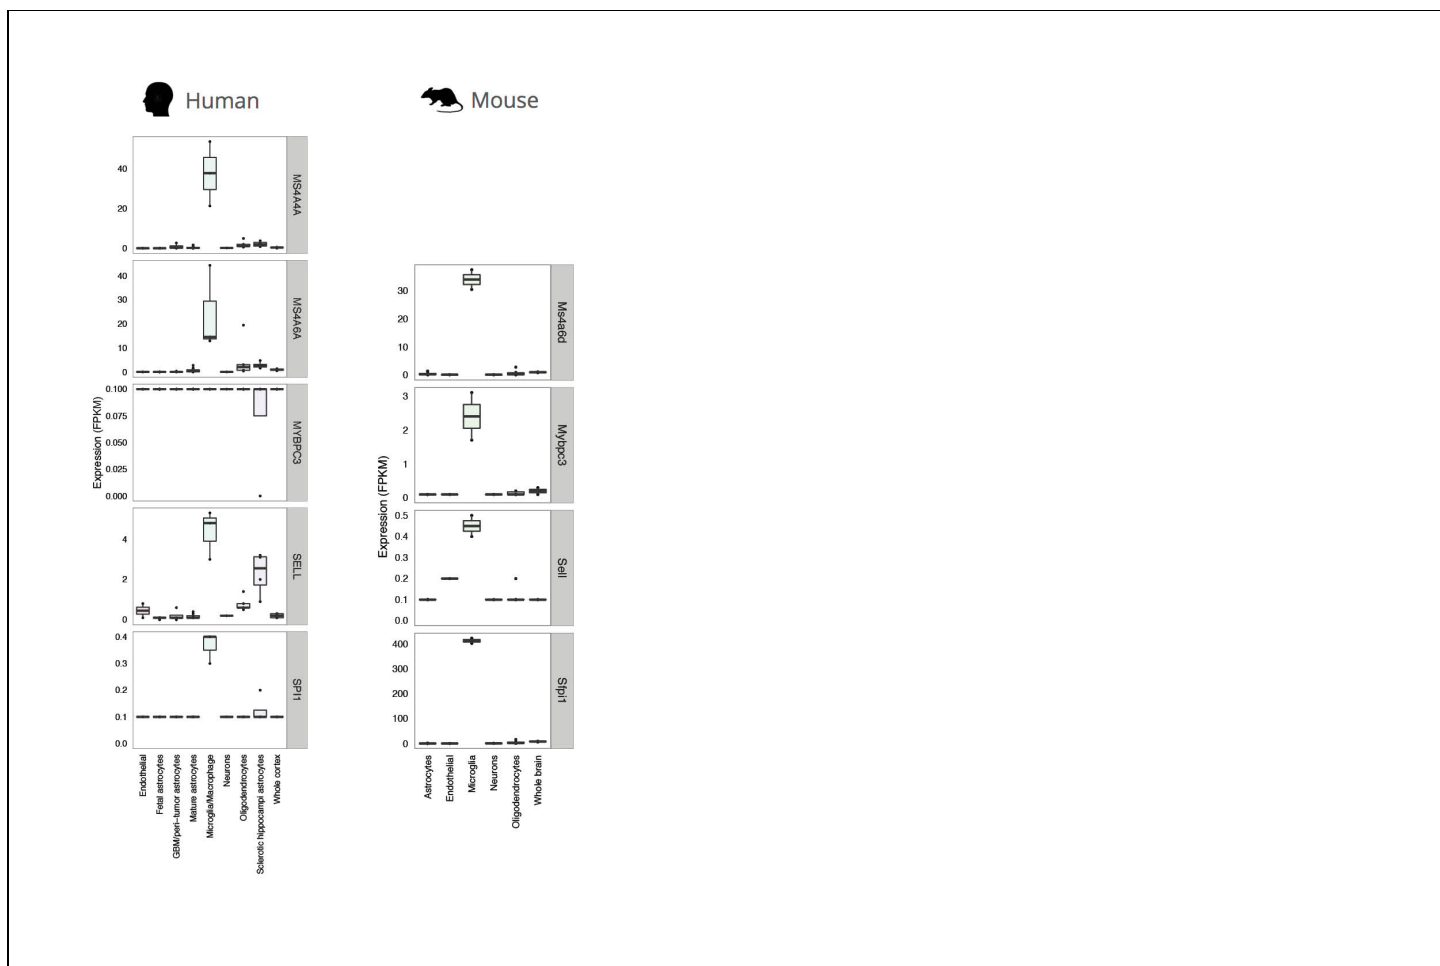 Human
Mouse
40
20
0
MS4A4A
40
30
20
10
0
MS4A6A
0.100
0.075
0.050
0.025
0.000
MYBPC3
4
2
0
SELL
0.4
0.3
0.2
0.1
0.0
SPI1
Expression (FPKM)
Endothelial
Fetal astrocytes
GBM/peri−tumor astrocytes
Mature astrocytes
Microglia/Macrophage
Neurons
Oligodendrocytes
Sclerotic hippocampi astrocytes
Whole cortex
30
20
10
0
Ms4a6d
3
2
1
0
Mybpc3
0.5
0.4
0.3
0.2
0.1
0.0
Sell
400
300
200
100
0
Sfpi1
Expression (FPKM)
Astrocytes
Endothelial
Microglia
Neurons
Oligodendrocytes
Whole brain